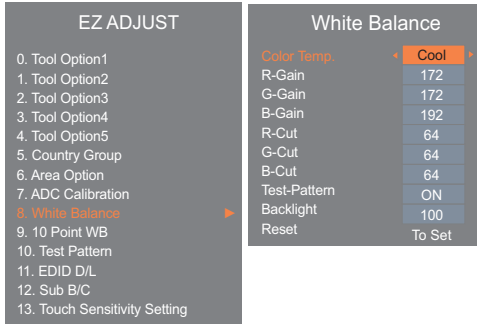 EZ ADJUST
0. Tool Option1
1. Tool Option2
2. Tool Option3
3. Tool Option4
4. Tool Option5
5. Country Group
6. Area Option
7. ADC Calibration
8. White Balance ▶
9. 10 Point WB
10. Test Pattern
11. EDID D/L
12. Sub B/C
13. Touch Sensitivity Setting
White Balance
Color Temp. ◀ Cool ▶
R-Gain 172
G-Gain 172
B-Gain 192
R-Cut 64
G-Cut 64
B-Cut 64
Test-Pattern ON
Backlight 100
Reset To Set